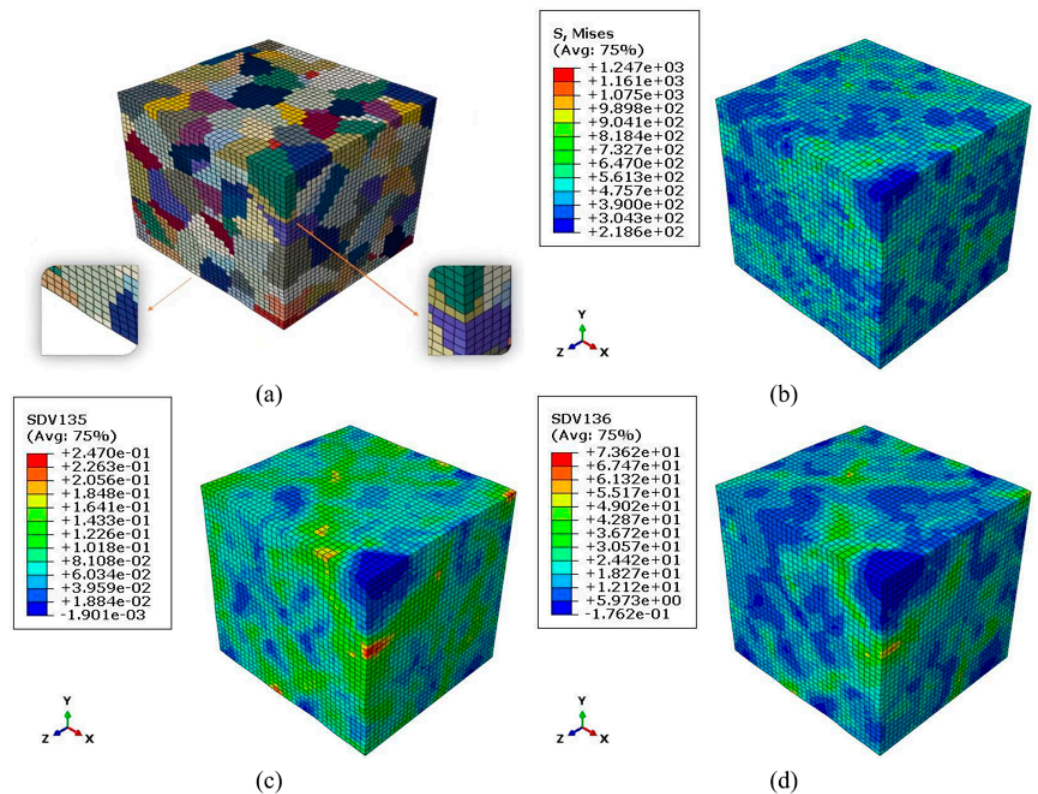 (a)
S, Mises
(Avg: 75%)
+1.247e+03
+1.161e+03
+1.075e+03
+9.898e+02
+9.041e+02
+8.184e+02
+7.327e+02
+6.470e+02
+5.613e+02
+4.757e+02
+3.900e+02
+3.043e+02
+2.186e+02
Y
Z X
(b)
SDV135
(Avg: 75%)
+2.470e-01
+2.263e-01
+2.056e-01
+1.848e-01
+1.641e-01
+1.433e-01
+1.226e-01
+1.018e-01
+8.108e-02
+6.034e-02
+3.959e-02
+1.884e-02
-1.901e-03
Y
Z X
(c)
SDV136
(Avg: 75%)
+7.362e+01
+6.747e+01
+6.132e+01
+5.517e+01
+4.902e+01
+4.287e+01
+3.672e+01
+3.057e+01
+2.442e+01
+1.827e+01
+1.212e+01
+5.973e+00
-1.762e-01
Y
Z X
(d)